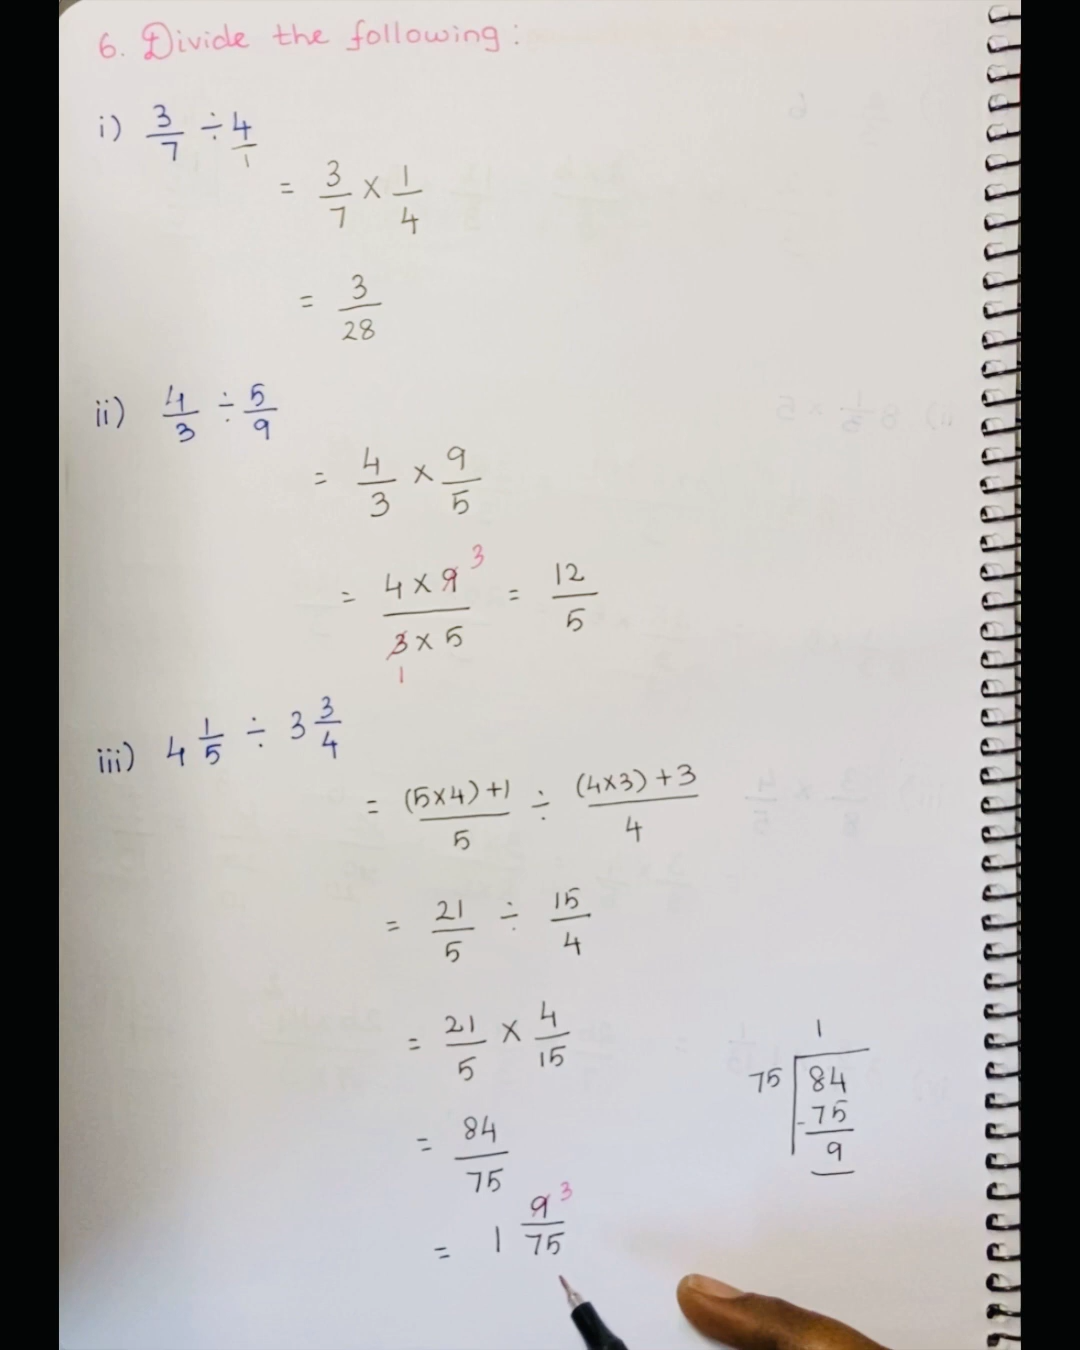 6. Divide the following:
i) 3/7 ÷ 4/1
= 3/7 × 1/4
= 3/28
ii) 4/3 ÷ 5/9
= 4/3 × 9/5
= 4 × 9 3 / 3 1 × 5 = 12/5
iii) 4 1/5 ÷ 3 3/4
= (5×4)+1 / 5 ÷ (4×3)+3 / 4
= 21/5 ÷ 15/4
= 21/5 × 4/15
= 84/75
= 1 9 3 / 75
1
75 84
-75
9